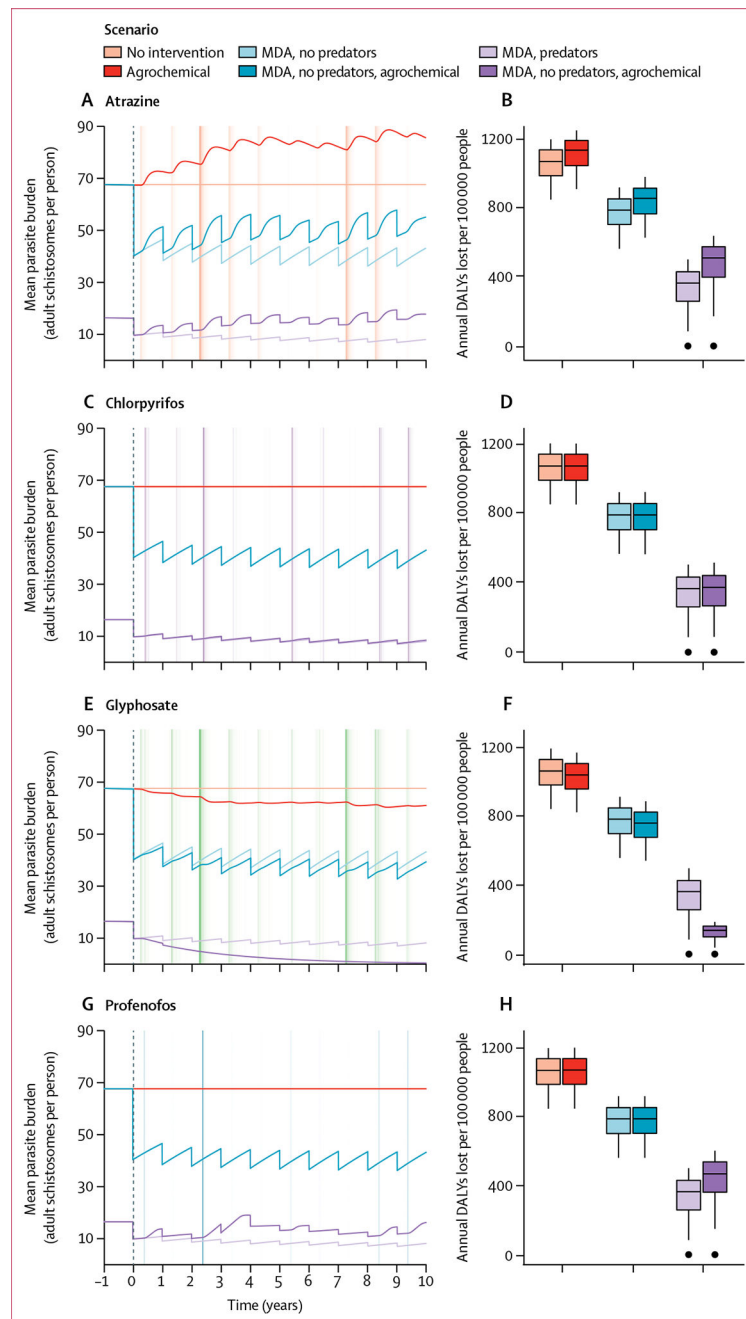 Scenario
No intervention MDA, no predators MDA, predators
Agrochemical MDA, no predators, agrochemical MDA, no predators, agrochemical
A Atrazine
B
90
70
50
30
10
Mean parasite burden
(adult schistosomes per person)
1200
800
400
0
Annual DALYs lost per 100 000 people
C Chlorpyrifos
D
90
70
50
30
10
Mean parasite burden
(adult schistosomes per person)
1200
800
400
0
Annual DALYs lost per 100 000 people
E Glyphosate
F
90
70
50
30
10
Mean parasite burden
(adult schistosomes per person)
1200
800
400
0
Annual DALYs lost per 100 000 people
G Profenofos
H
90
70
50
30
10
Mean parasite burden
(adult schistosomes per person)
–1 0 1 2 3 4 5 6 7 8 9 10
Time (years)
1200
800
400
0
Annual DALYs lost per 100 000 people